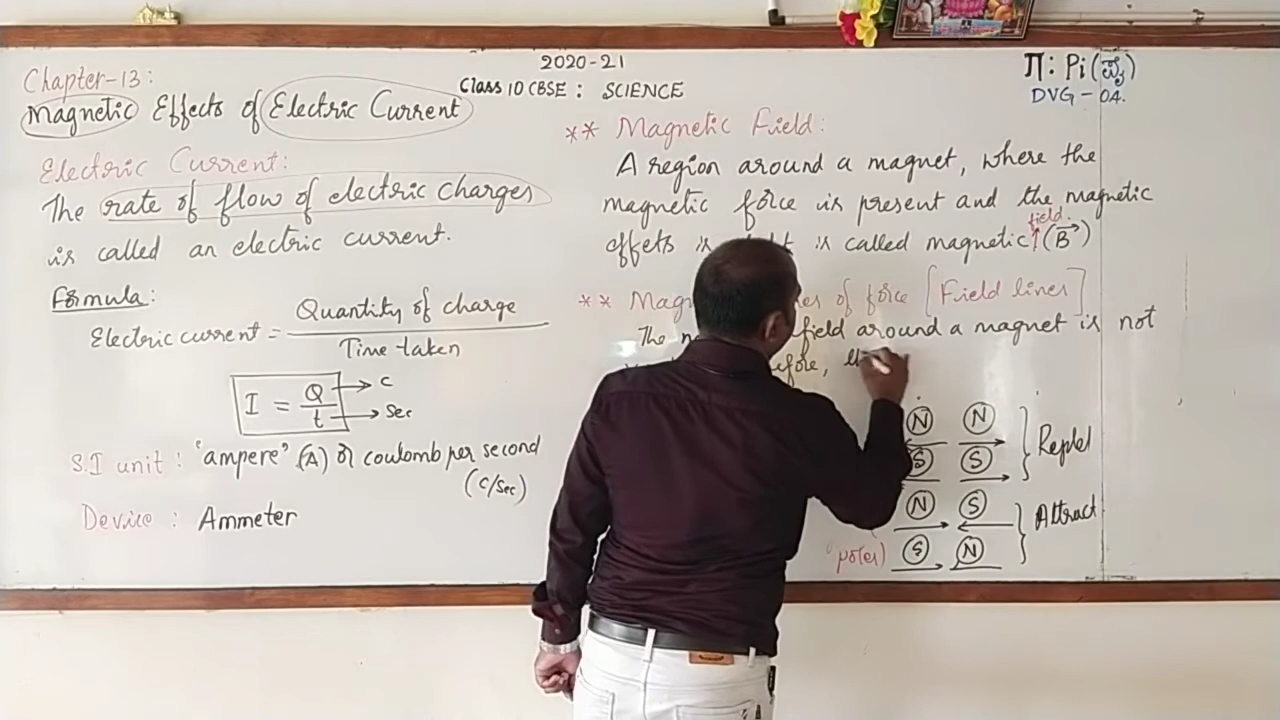 2020-21
Class 10 CBSE : SCIENCE
Π: Pi (
DVG - 04.
Chapter-13:
Magnetic Effects of Electric Current
Electric Current:
The rate of flow of electric charges
is called an electric current.
Formula:
Electric current = Quantity of charge
Time taken
I = Q
t
C
Sec
S.I unit : "ampere" (A) or coulomb per second
(C/Sec)
Device : Ammeter
** Magnetic Field:
A region around a magnet, where the
magnetic force is present and the magnetic
field.
effets is called magnetic ↑ (B→)
** of force [Field lines]
The field around a magnet is not
N N
S S
Replel
N S
S N
Attract
poles)